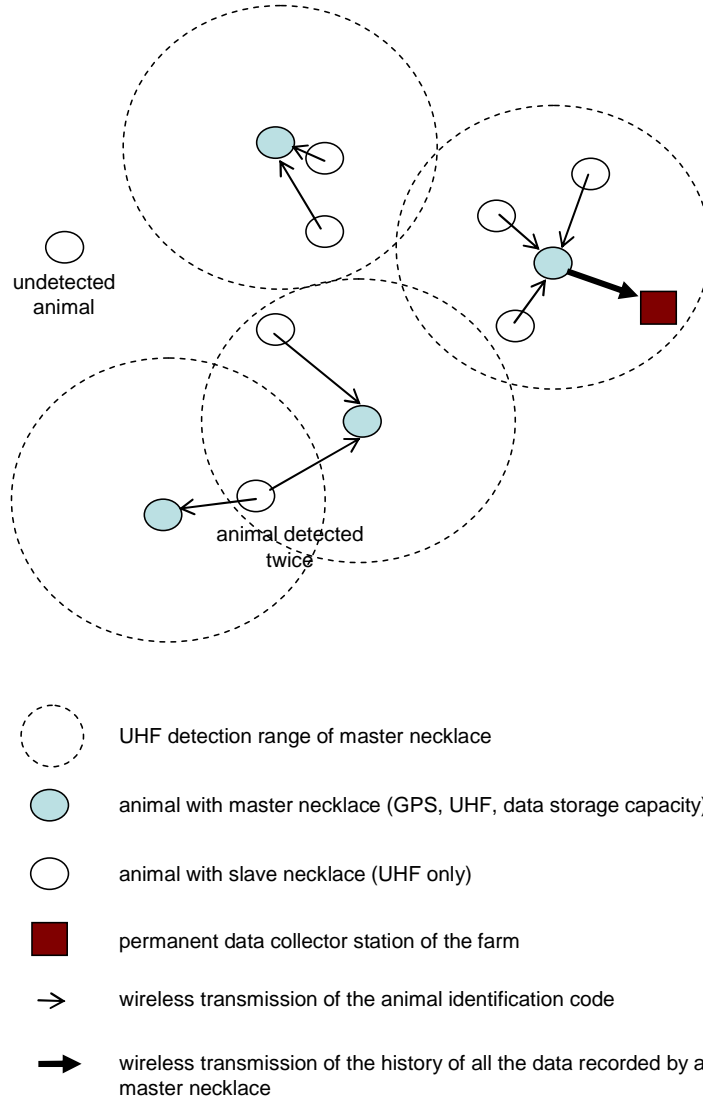 undetected
animal
animal detected
twice
UHF detection range of master necklace
animal with master necklace (GPS, UHF, data storage capacity)
animal with slave necklace (UHF only)
permanent data collector station of the farm
wireless transmission of the animal identification code
wireless transmission of the history of all the data recorded by a
master necklace